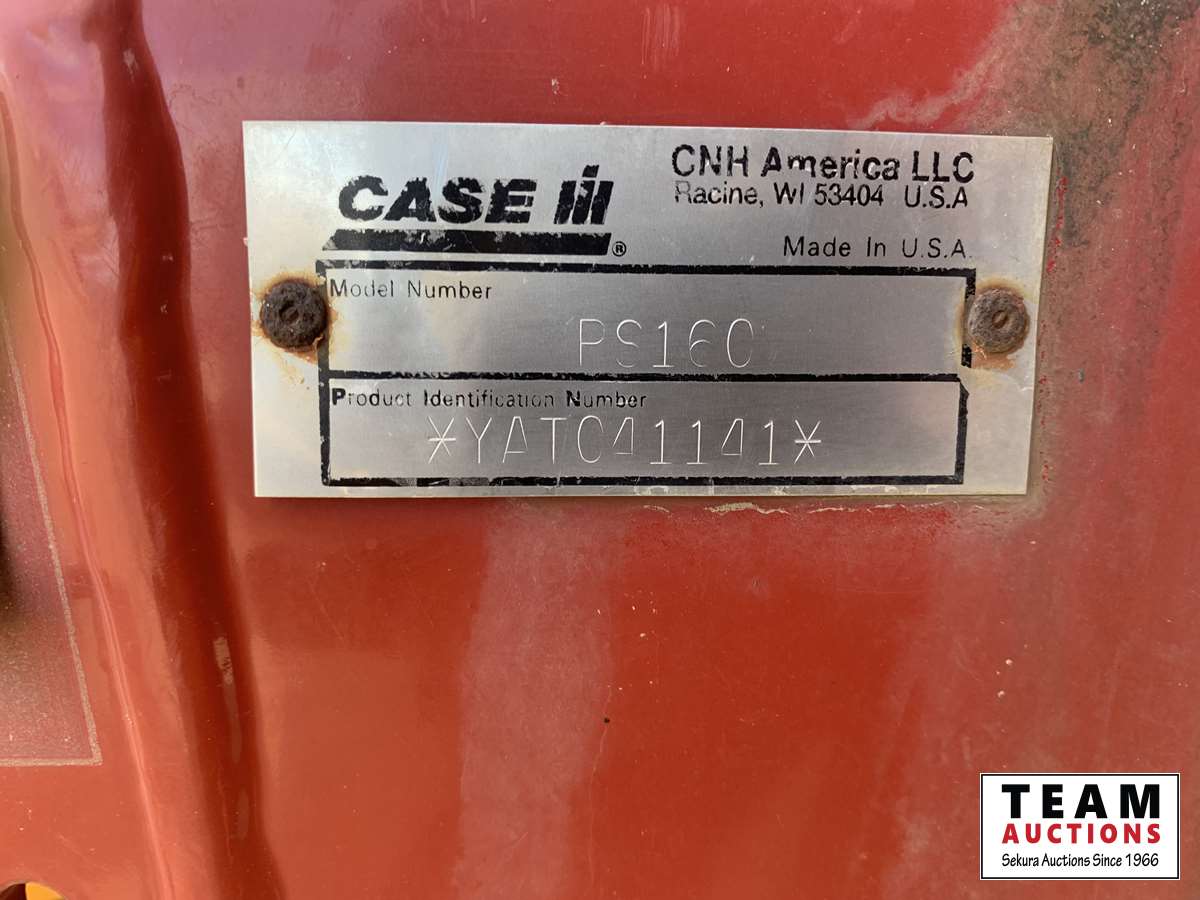 CASE IH
®
CNH America LLC
Racine, WI 53404 U.S.A
Made In U.S.A.
Model Number
PS160
Product Identification Number
*YATC41141*
TEAM
AUCTIONS
Sekura Auctions Since 1966